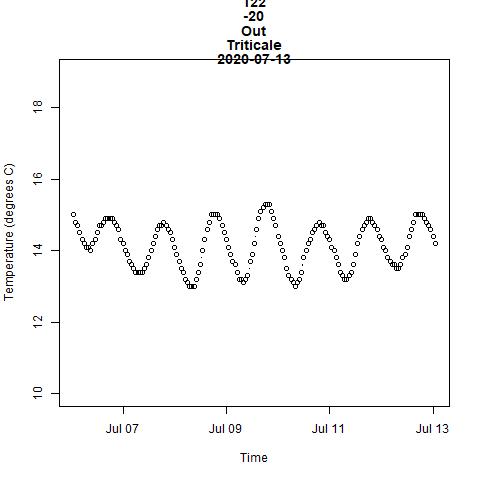 122
-20
Out
Triticale
2020-07-13
Temperature (degrees C)
18
16
14
12
10
Jul 07 Jul 09 Jul 11 Jul 13
Time